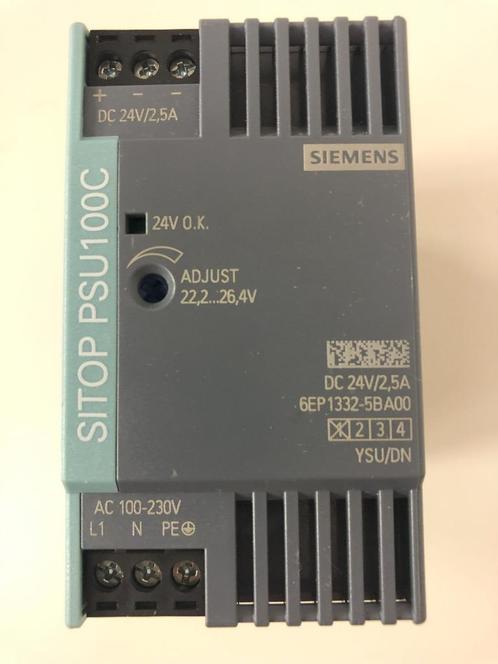 + − −
DC 24V/2,5A
SIEMENS
SITOP PSU100C
24V O.K.
ADJUST
22,2...26,4V
DC 24V/2,5A
6EP1332-5BA00
1 2 3 4
YSU/DN
AC 100-230V
L1 N PE